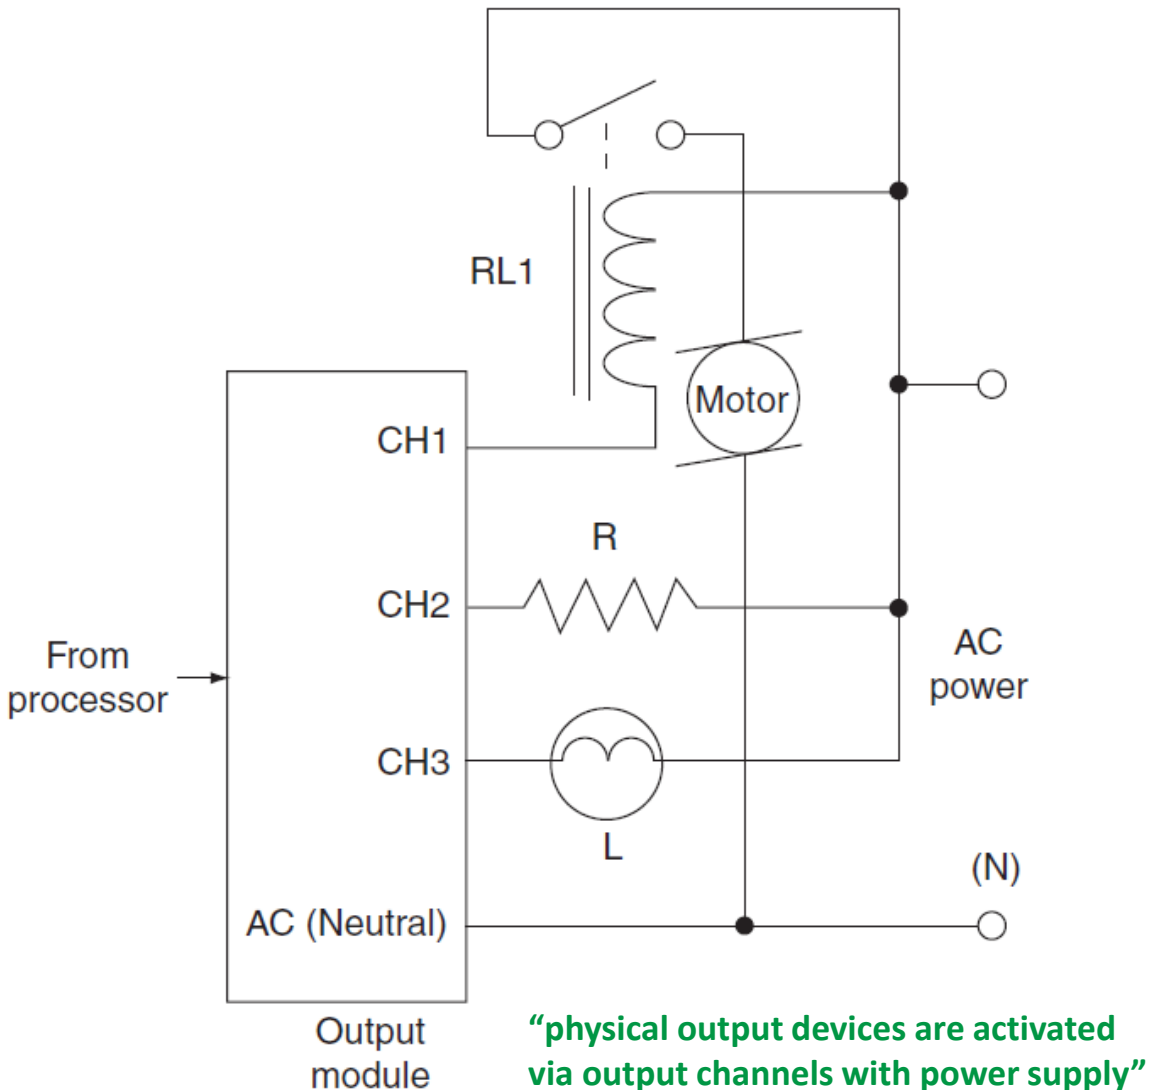 RL1
Motor
CH1
R
CH2
From
processor
AC
power
CH3
L
(N)
AC (Neutral)
Output
module
“physical output devices are activated
via output channels with power supply”